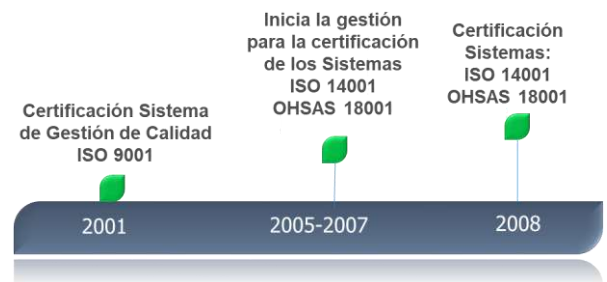 Certificación Sistema
de Gestión de Calidad
ISO 9001
Inicia la gestión
para la certificación
de los Sistemas
ISO 14001
OHSAS 18001
Certificación
Sistemas:
ISO 14001
OHSAS 18001
2001
2005-2007
2008